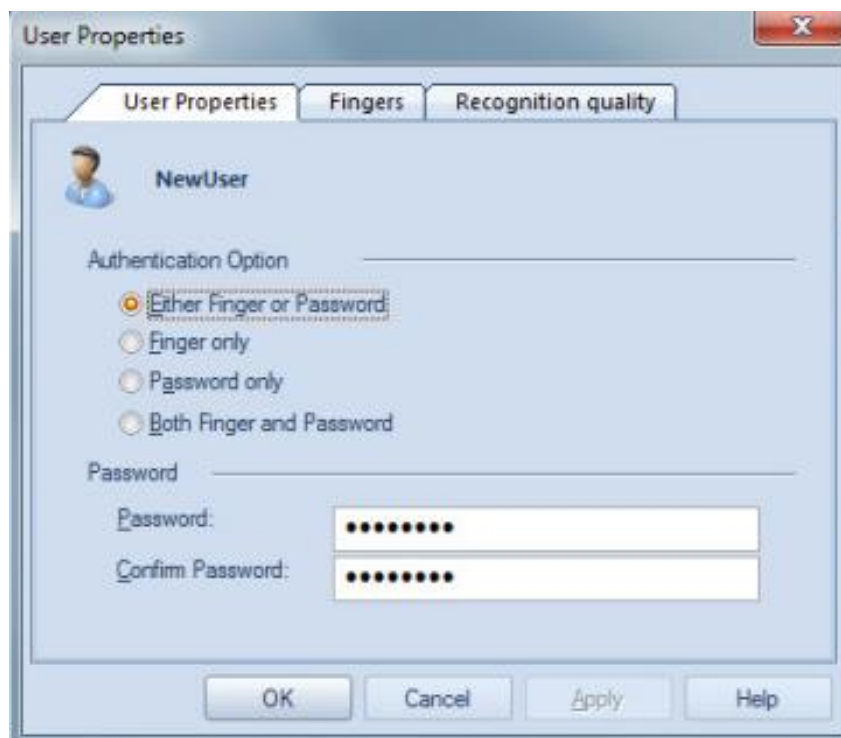 User Properties
User Properties Fingers Recognition quality
NewUser
Authentication Option
Either Finger or Password
Finger only
Password only
Both Finger and Password
Password
Password: ••••••••
Confirm Password: ••••••••
OK Cancel Apply Help